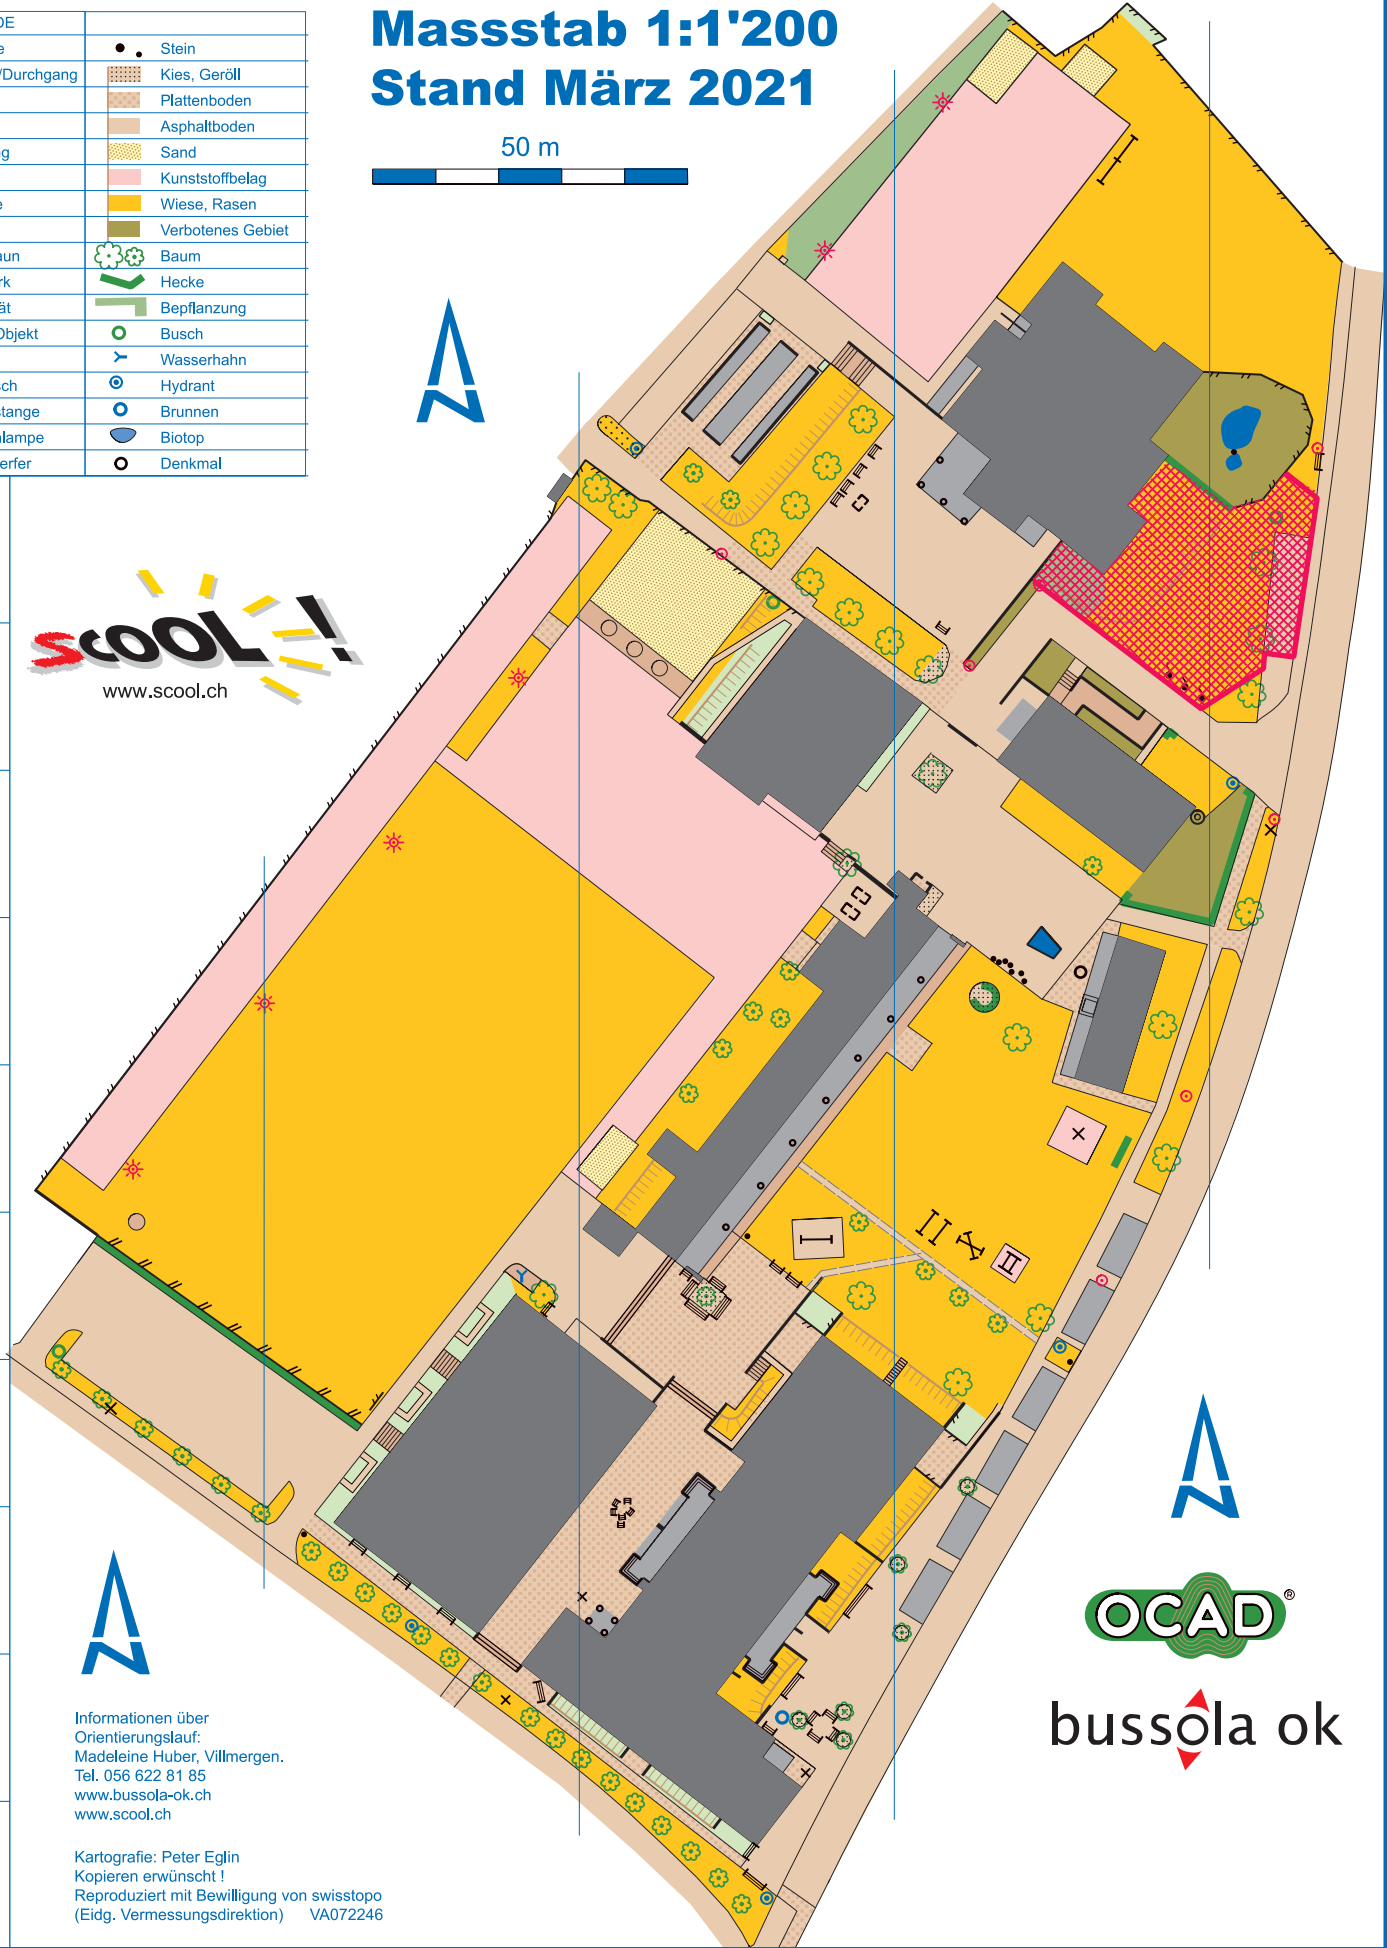 Massstab 1:1'200
Stand März 2021
50 m
Stein
/Durchgang Kies, Geröll
Plattenboden
Asphaltboden
Sand
Kunststoffbelag
Wiese, Rasen
Verbotenes Gebiet
Baum
Hecke
Bepflanzung
Busch
Wasserhahn
Hydrant
Brunnen
Biotop
Denkmal
scool!
www.scool.ch
OCAD®
bussola ok
Informationen über
Orientierungslauf:
Madeleine Huber, Villmergen.
Tel. 056 622 81 85
www.bussola-ok.ch
www.scool.ch
Kartografie: Peter Eglin
Kopieren erwünscht !
Reproduziert mit Bewilligung von swisstopo
(Eidg. Vermessungsdirektion) VA072246